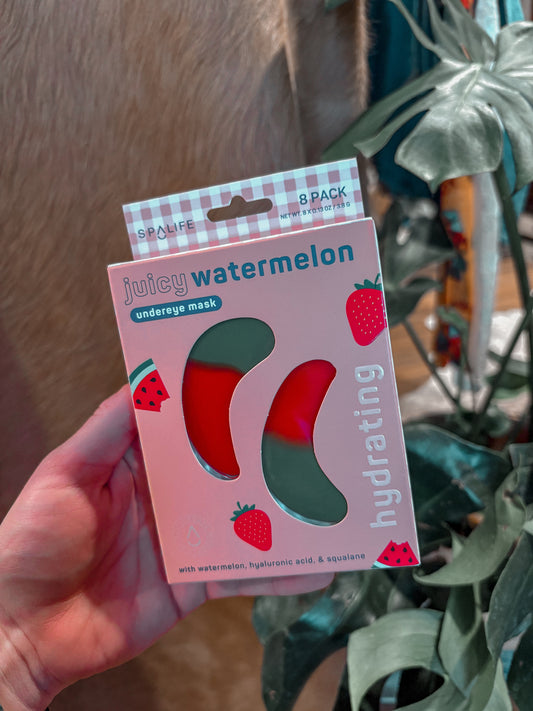 SPALIFE
8 PACK
NET WT. 8 X 0.13 OZ / 3.8 G
juicy watermelon
undereye mask
hydrating
with watermelon, hyaluronic acid, & squalane